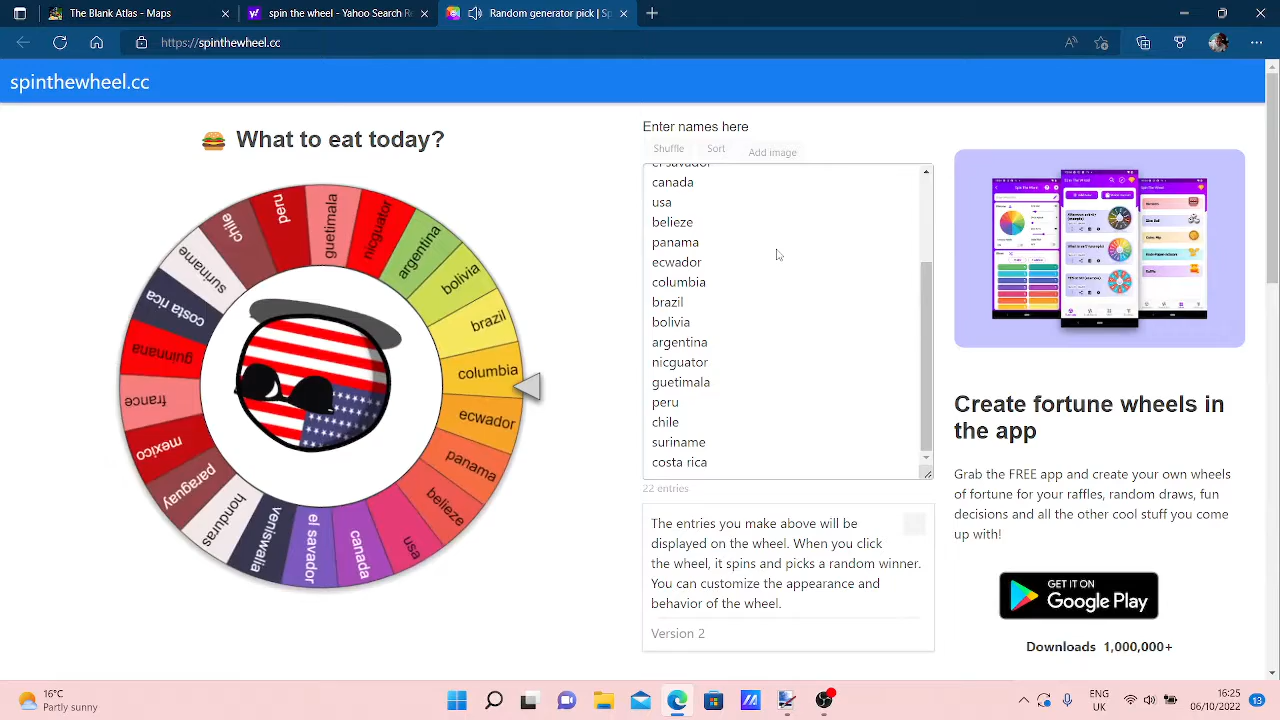 The Blank Atlas - Maps
spin the wheel - Yahoo Search Re
Random generator pick | Sp
https://spinthewheel.cc
spinthewheel.cc
What to eat today?
peru
guetimala
nicguator
argentina
bolivia
brazil
columbia
ecwador
panama
belieze
usa
canada
el savador
veniswalia
honduras
paraguay
mexico
france
guinnana
costa rica
suriname
chile
Enter names here
Shuffle
Sort
Add image
el savador
canada
usa
belieze
panama
ecwador
columbia
brazil
bolivia
argentina
nicguator
guetimala
peru
chile
suriname
costa rica
22 entries
The entries you make above will be
displayed on the wheel. When you click
the wheel, it spins and picks a random winner.
You can customize the appearance and
behavior of the wheel.
Version 2
Create fortune wheels in
the app
Grab the FREE app and create your own wheels
of fortune for your raffles, random draws, fun
decisions and all the other cool stuff you come
up with!
GET IT ON
Google Play
Downloads 1,000,000+
16°C
Partly sunny
ENG
UK
16:25
06/10/2022
13